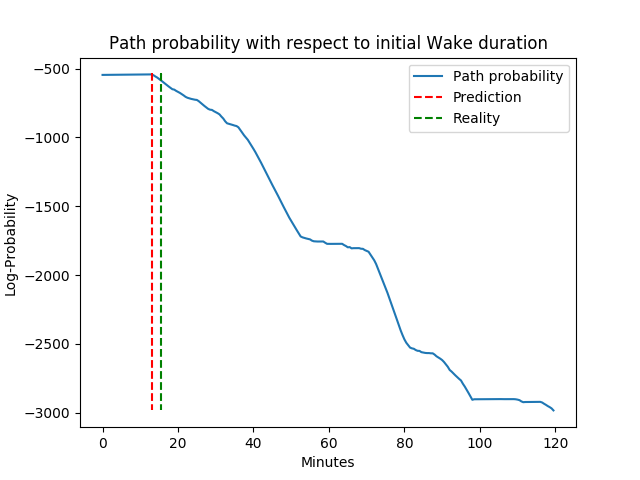 Path probability with respect to initial Wake duration
Path probability
Prediction
Reality
Log-Probability
−500
−1000
−1500
−2000
−2500
−3000
0 20 40 60 80 100 120
Minutes